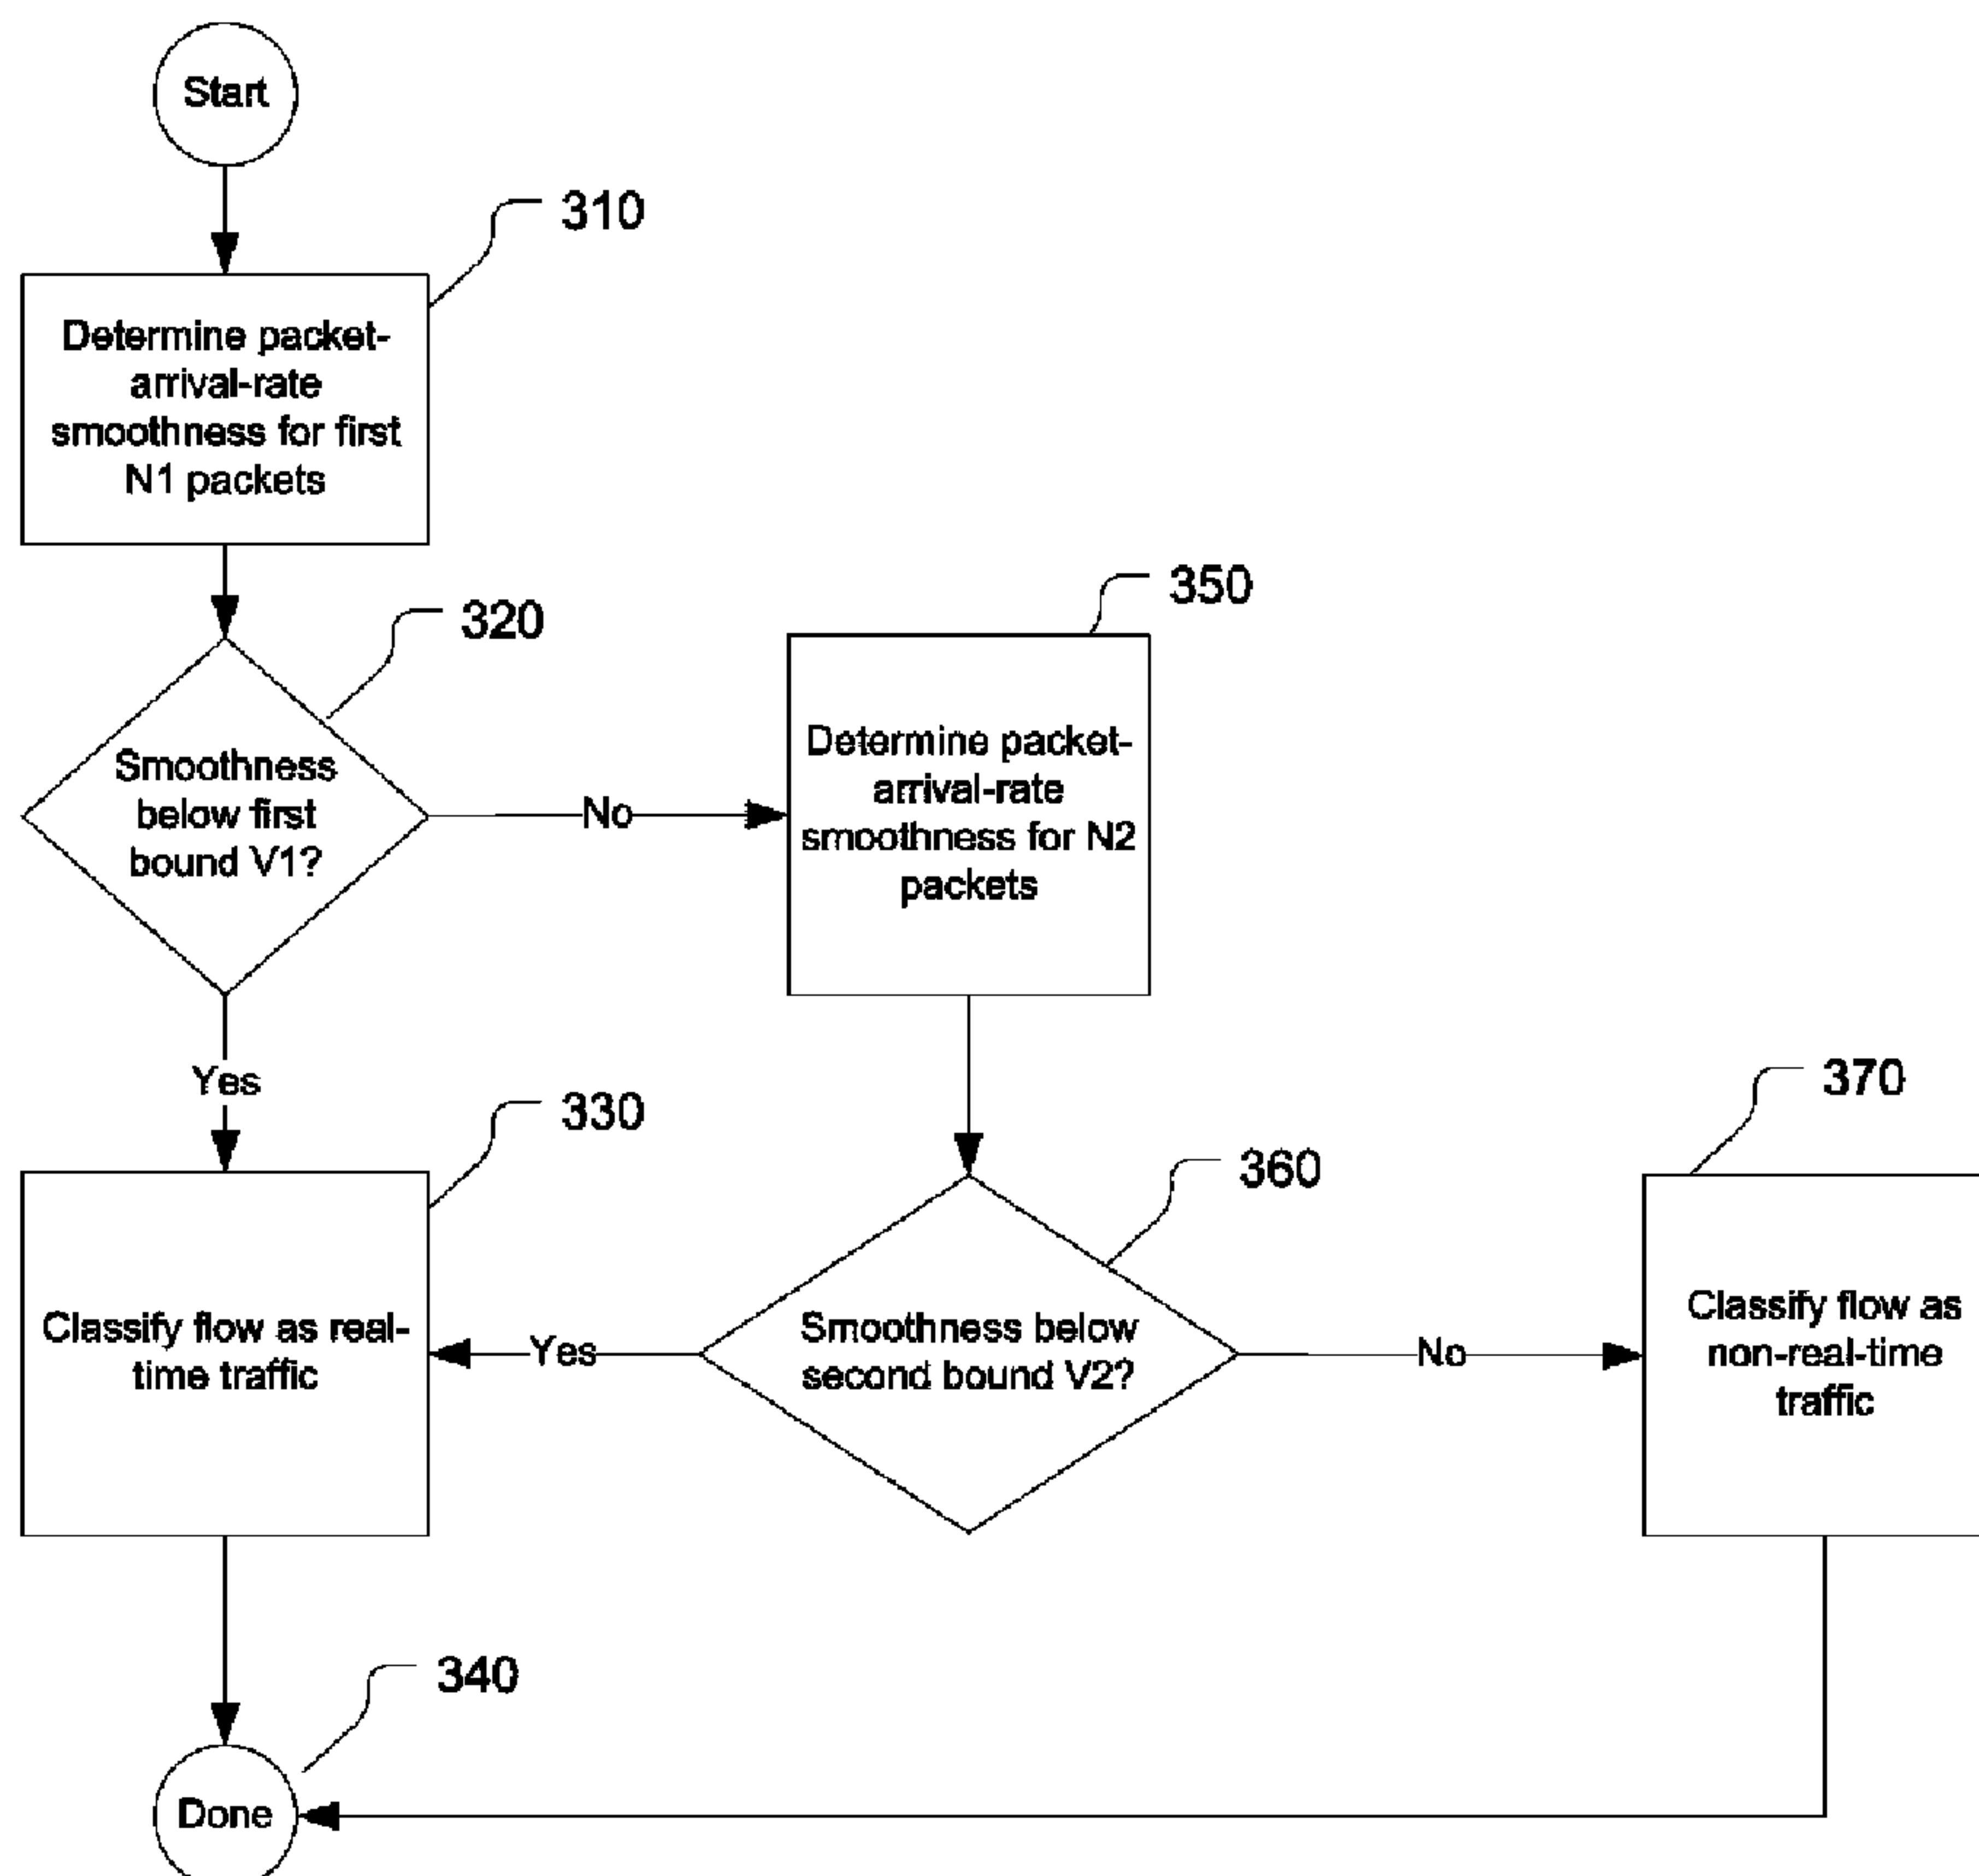 Start
310
Determine packet-
arrival-rate
smoothness for first
N1 packets
320
Smoothness
below first
bound V1?
No
350
Determine packet-
arrival-rate
smoothness for N2
packets
Yes
330
Classify flow as real-
time traffic
360
Smoothness below
second bound V2?
Yes
No
370
Classify flow as
non-real-time
traffic
340
Done